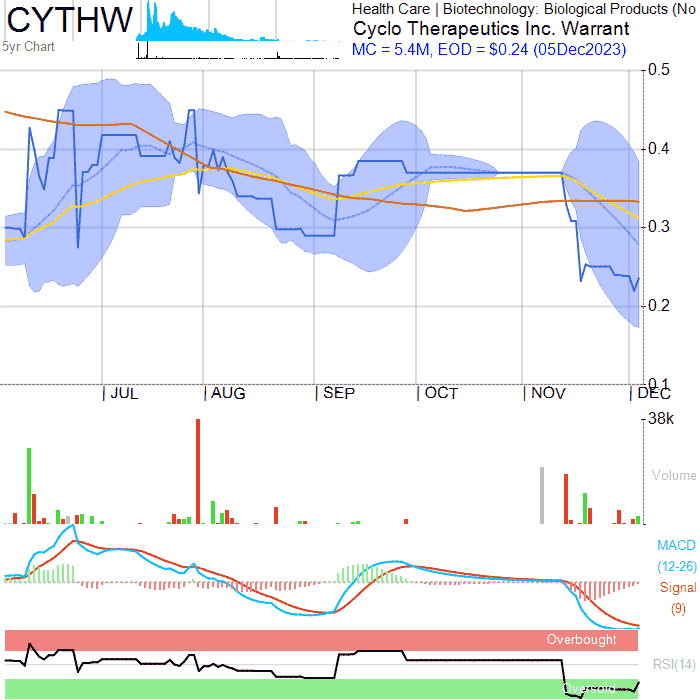 CYTHW
5yr Chart
Health Care | Biotechnology: Biological Products (No
Cyclo Therapeutics Inc. Warrant
MC = 5.4M, EOD = $0.24 (05Dec2023)
0.5
0.4
0.3
0.2
0.1
JUL AUG SEP OCT NOV DEC
38k
Volume
MACD
(12-26)
Signal
(9)
Overbought
RSI(14)
Oversold